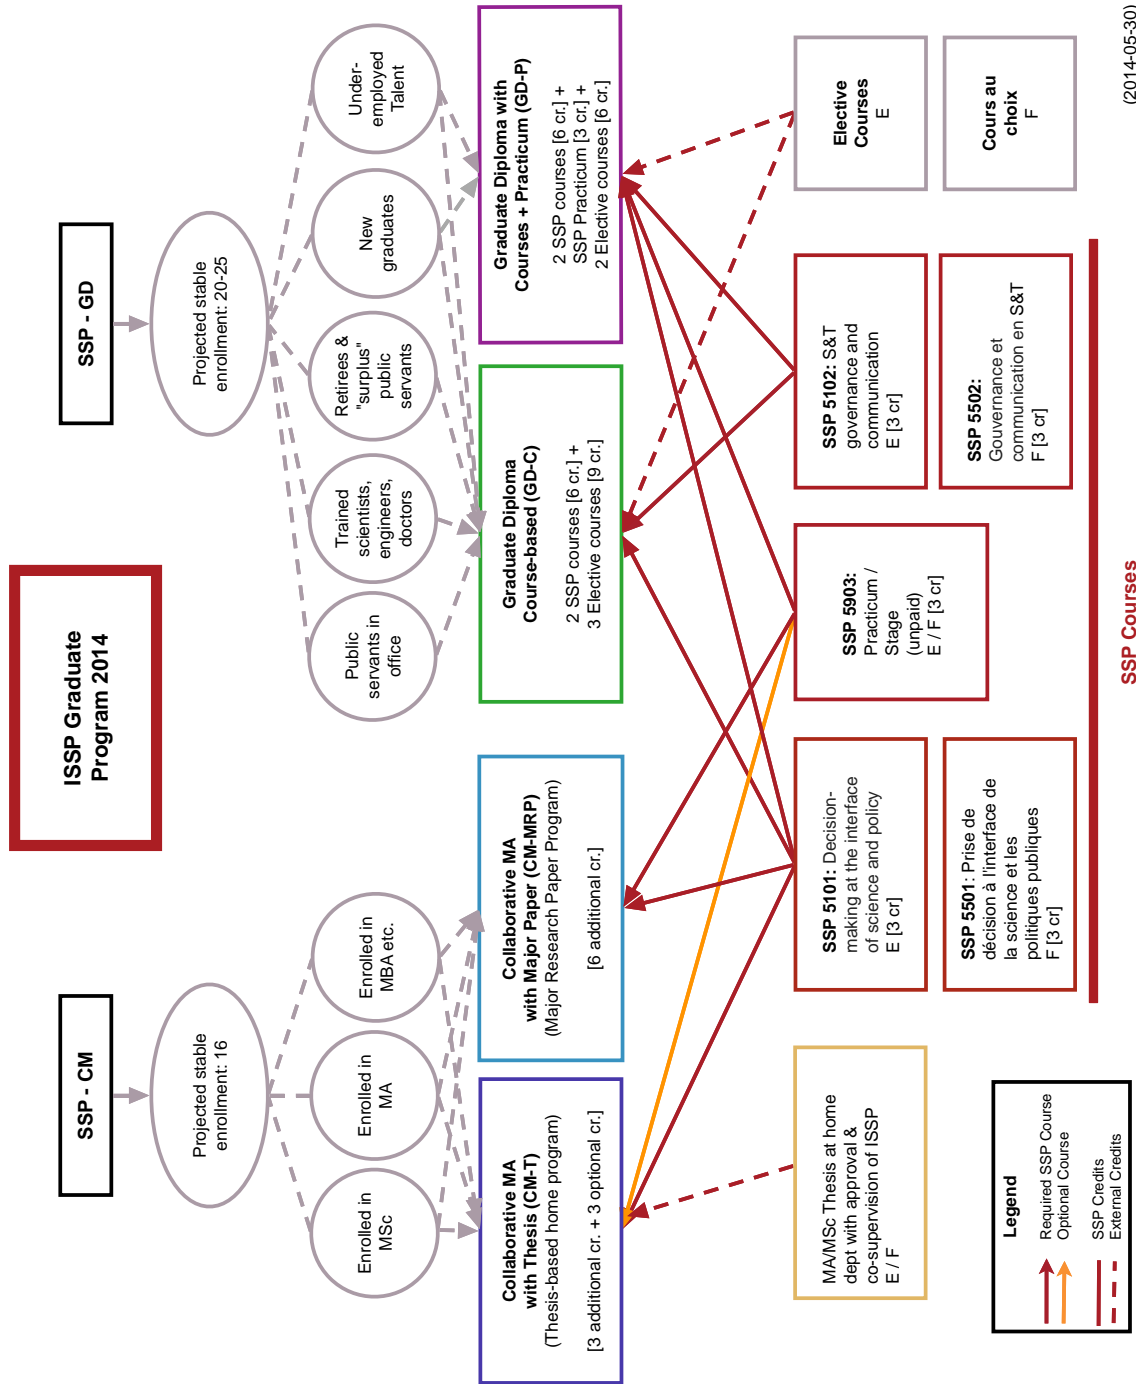 ISSP Graduate
Program 2014
SSP - CM
Projected stable
enrollment: 16
Enrolled in
MSc
Enrolled in
MA
Enrolled in
MBA etc.
SSP - GD
Projected stable
enrollment: 20-25
Public
servants in
office
Trained
scientists,
engineers,
doctors
Retirees &
"surplus"
public
servants
New
graduates
Under-
employed
Talent
Collaborative MA
with Thesis (CM-T)
(Thesis-based home program)
[3 additional cr. + 3 optional cr.]
Collaborative MA
with Major Paper (CM-MRP)
(Major Research Paper Program)
[6 additional cr.]
Graduate Diploma
Course-based (GD-C)
2 SSP courses [6 cr.] +
3 Elective courses [9 cr.]
Graduate Diploma with
Courses + Practicum (GD-P)
2 SSP courses [6 cr.] +
SSP Practicum [3 cr.] +
2 Elective courses [6 cr.]
MA/MSc Thesis at home
dept with approval &
co-supervision of ISSP
E / F
SSP 5101: Decision-
making at the interface
of science and policy
E [3 cr]
SSP 5501: Prise de
décision à l'interface de
la science et les
politiques publiques
F [3 cr]
SSP 5903:
Practicum /
Stage
(unpaid)
E / F [3 cr]
SSP 5102: S&T
governance and
communication
E [3 cr]
SSP 5502:
Gouvernance et
communication en S&T
F [3 cr]
Elective
Courses
E
Cours au
choix
F
Legend
Required SSP Course
Optional Course
SSP Credits
External Credits
SSP Courses
(2014-05-30)